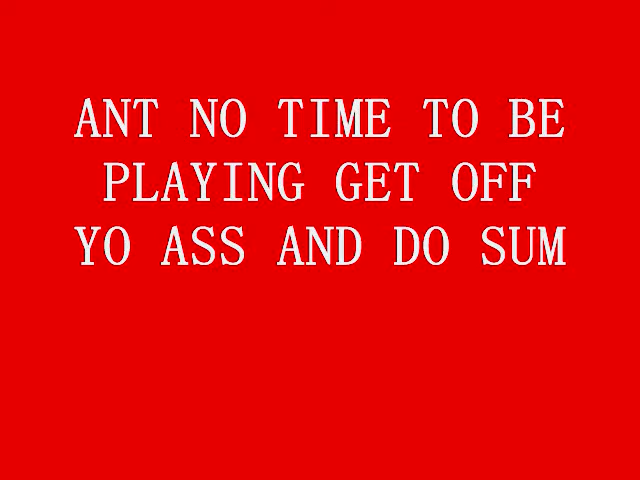 ANT NO TIME TO BE
PLAYING GET OFF
YO ASS AND DO SUM